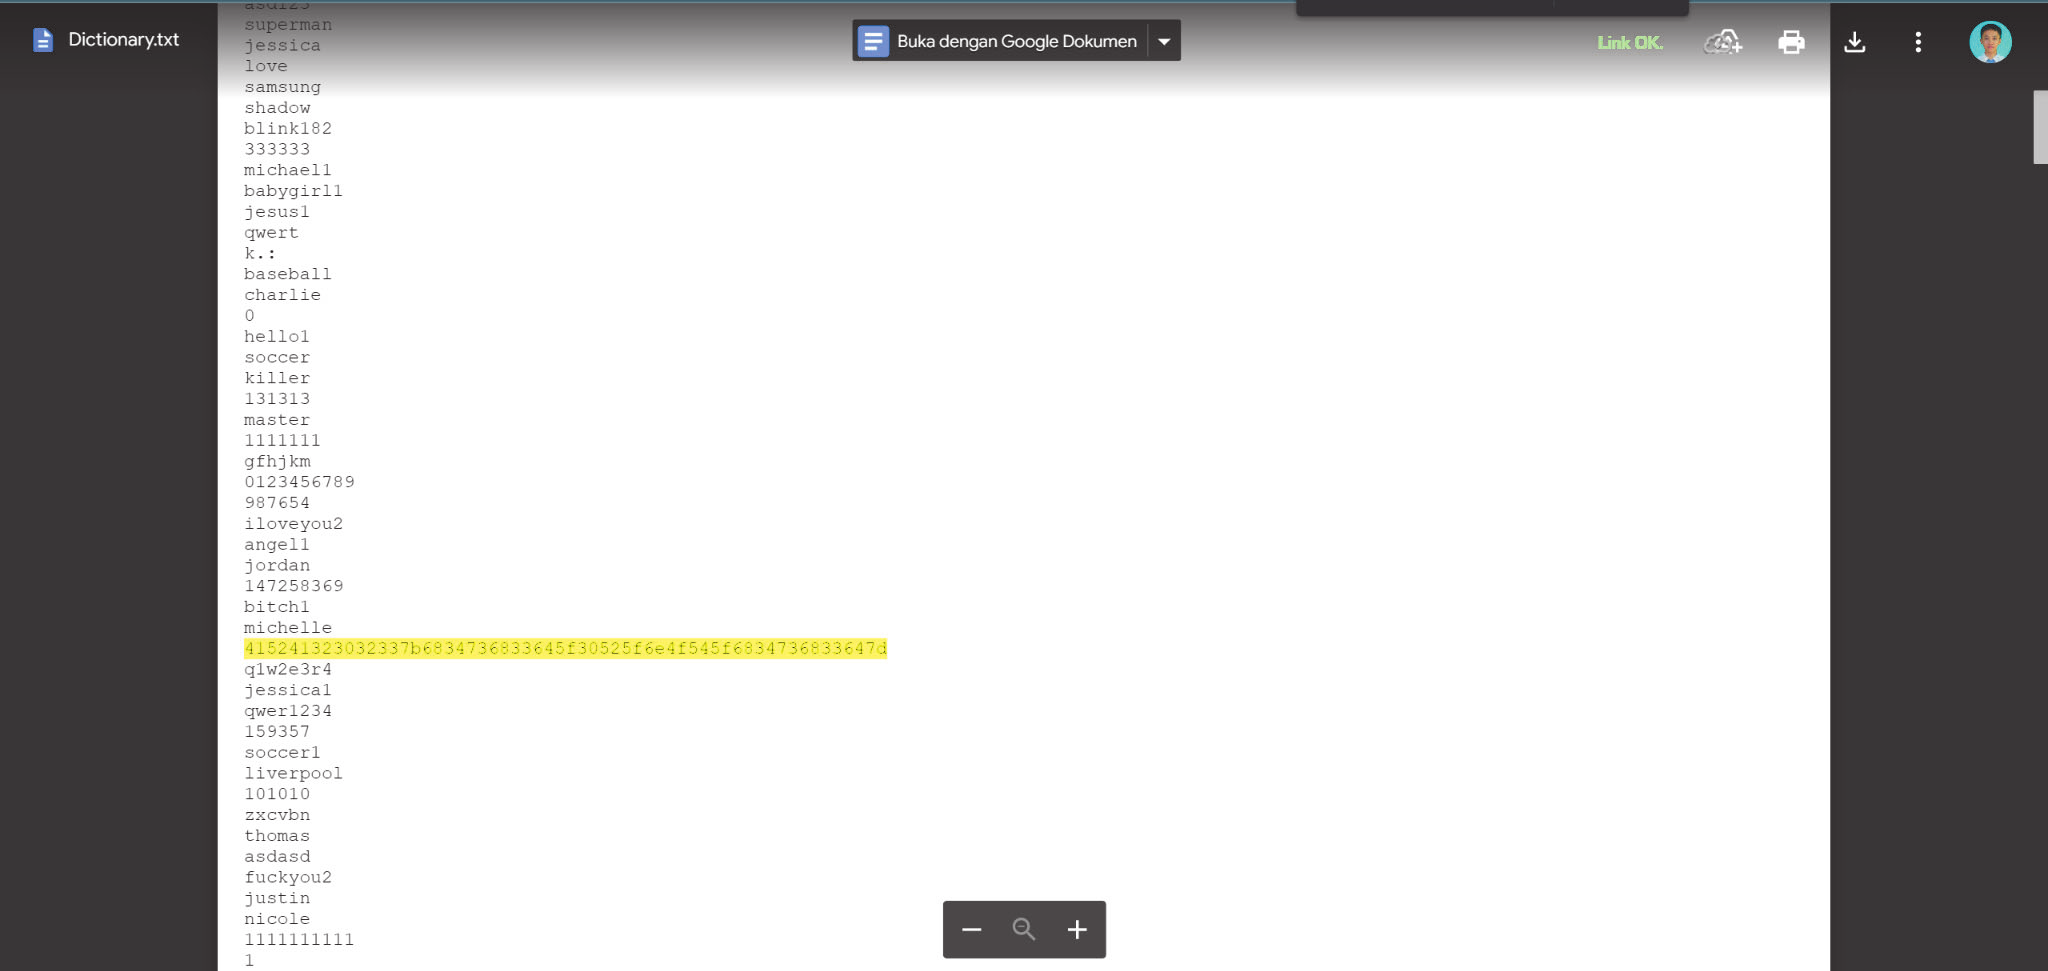 asdf123
Dictionary.txt
Buka dengan Google Dokumen
Link OK.
superman
jessica
love
samsung
shadow
blink182
333333
michael1
babygirl1
jesus1
qwert
k.:
baseball
charlie
0
hello1
soccer
killer
131313
master
1111111
gfhjkm
0123456789
987654
iloveyou2
angel1
jordan
147258369
bitch1
michelle
415241323032337b6834736833645f30525f6e4f545f6834736833647d
q1w2e3r4
jessica1
qwer1234
159357
soccer1
liverpool
101010
zxcvbn
thomas
asdasd
fuckyou2
justin
nicole
1111111111
1